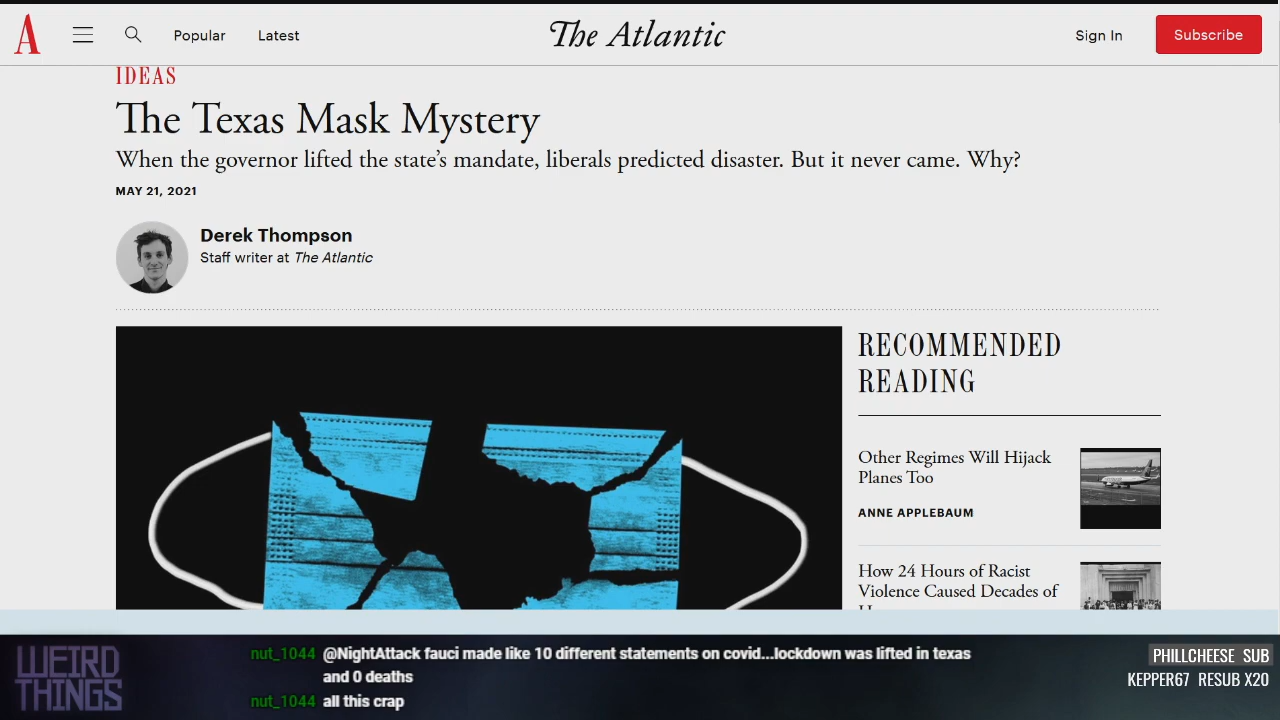 A
Popular
Latest
The Atlantic
Sign In
Subscribe
IDEAS
The Texas Mask Mystery
When the governor lifted the state's mandate, liberals predicted disaster. But it never came. Why?
MAY 21, 2021
Derek Thompson
Staff writer at The Atlantic
RECOMMENDED
READING
Other Regimes Will Hijack
Planes Too
ANNE APPLEBAUM
How 24 Hours of Racist
Violence Caused Decades of
WEIRD
THINGS
nut_1044 @NightAttack fauci made like 10 different statements on covid...lockdown was lifted in texas
and 0 deaths
nut_1044 all this crap
PHILLCHEESE SUB
KEPPER67 RESUB X20